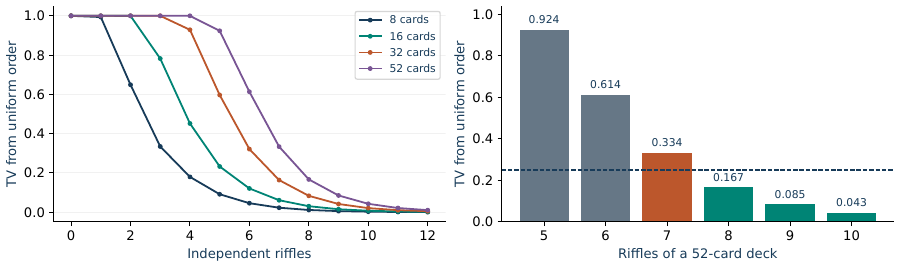 TV from uniform order
1.0
0.8
0.6
0.4
0.2
0.0
0 2 4 6 8 10 12
Independent riffles
8 cards
16 cards
32 cards
52 cards
TV from uniform order
1.0
0.8
0.6
0.4
0.2
0.0
0.924
0.614
0.334
0.167
0.085
0.043
5 6 7 8 9 10
Riffles of a 52-card deck